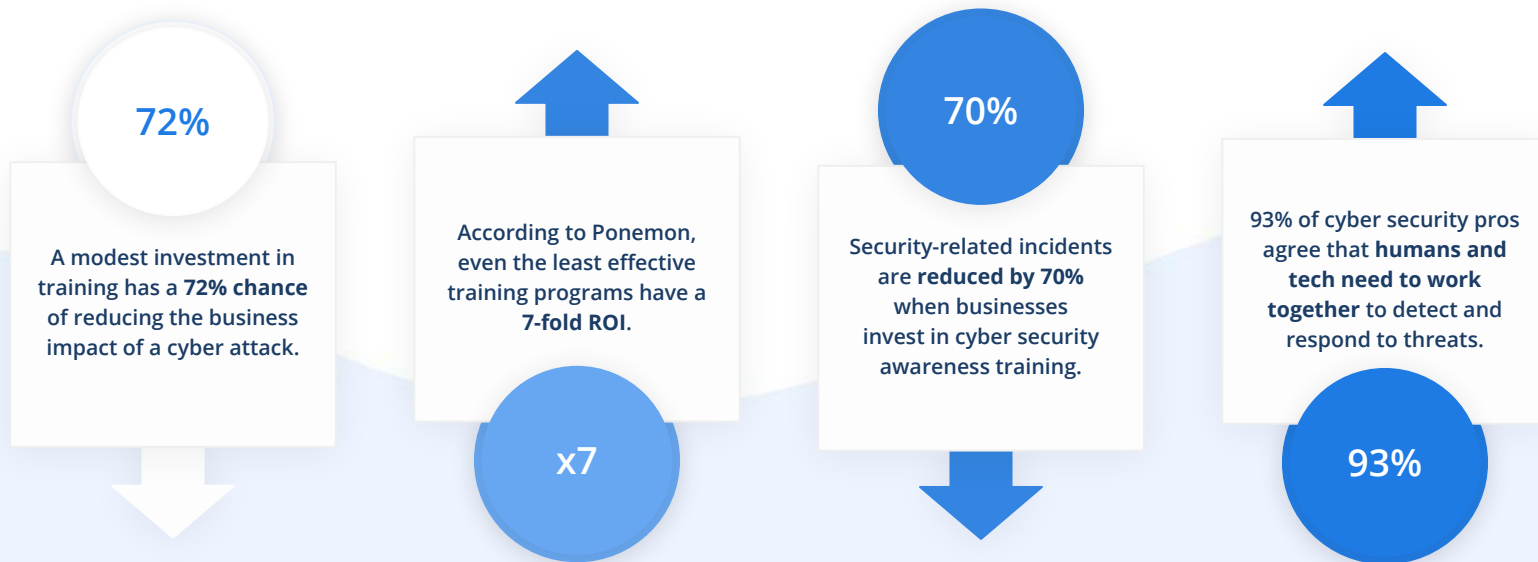 72%
A modest investment in
training has a 72% chance
of reducing the business
impact of a cyber attack.
According to Ponemon,
even the least effective
training programs have a
7-fold ROI.
x7
70%
Security-related incidents
are reduced by 70%
when businesses
invest in cyber security
awareness training.
93% of cyber security pros
agree that humans and
tech need to work
together to detect and
respond to threats.
93%